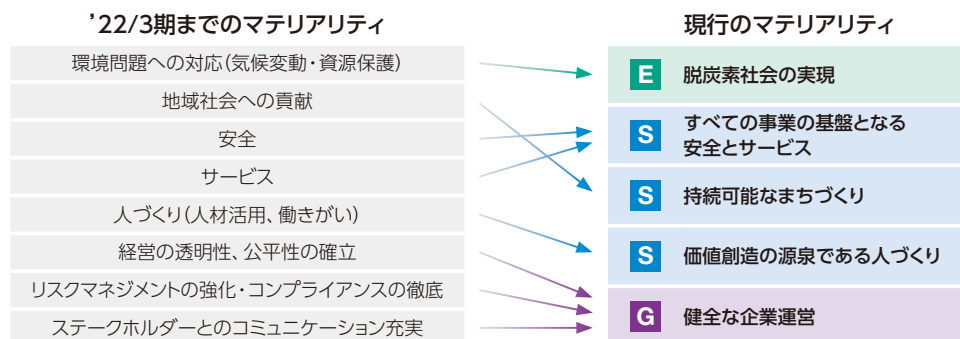 ’22/3期までのマテリアリティ
環境問題への対応(気候変動・資源保護)
地域社会への貢献
安全
サービス
人づくり(人材活用、働きがい)
経営の透明性、公平性の確立
リスクマネジメントの強化・コンプライアンスの徹底
ステークホルダーとのコミュニケーション充実
現行のマテリアリティ
E 脱炭素社会の実現
S すべての事業の基盤となる
安全とサービス
S 持続可能なまちづくり
S 価値創造の源泉である人づくり
G 健全な企業運営